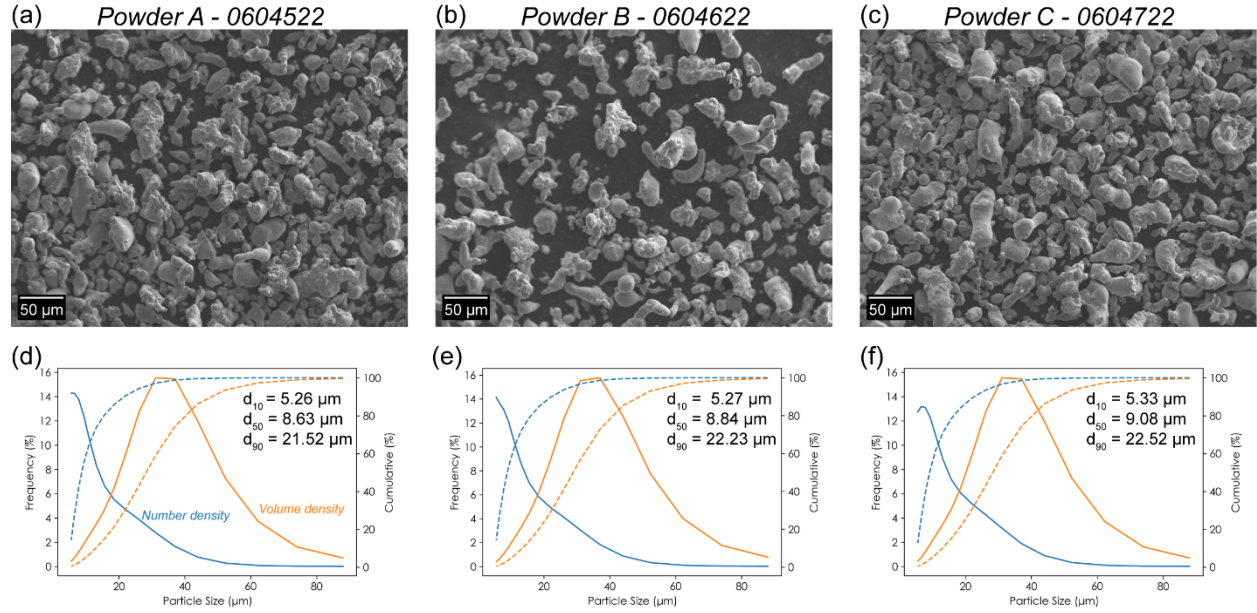 (a) Powder A - 0604522
(b) Powder B - 0604622
(c) Powder C - 0604722
50 µm
50 µm
50 µm
(d)
16
14
12
10
8
6
4
2
0
Frequency (%)
100
80
60
40
20
0
Cumulative (%)
d10 = 5.26 µm
d50 = 8.63 µm
d90 = 21.52 µm
Number density
Volume density
20 40 60 80
Particle Size (µm)
(e)
16
14
12
10
8
6
4
2
0
Frequency (%)
100
80
60
40
20
0
Cumulative (%)
d10 = 5.27 µm
d50 = 8.84 µm
d90 = 22.23 µm
20 40 60 80
Particle Size (µm)
(f)
16
14
12
10
8
6
4
2
0
Frequency (%)
100
80
60
40
20
0
Cumulative (%)
d10 = 5.33 µm
d50 = 9.08 µm
d90 = 22.52 µm
20 40 60 80
Particle Size (µm)